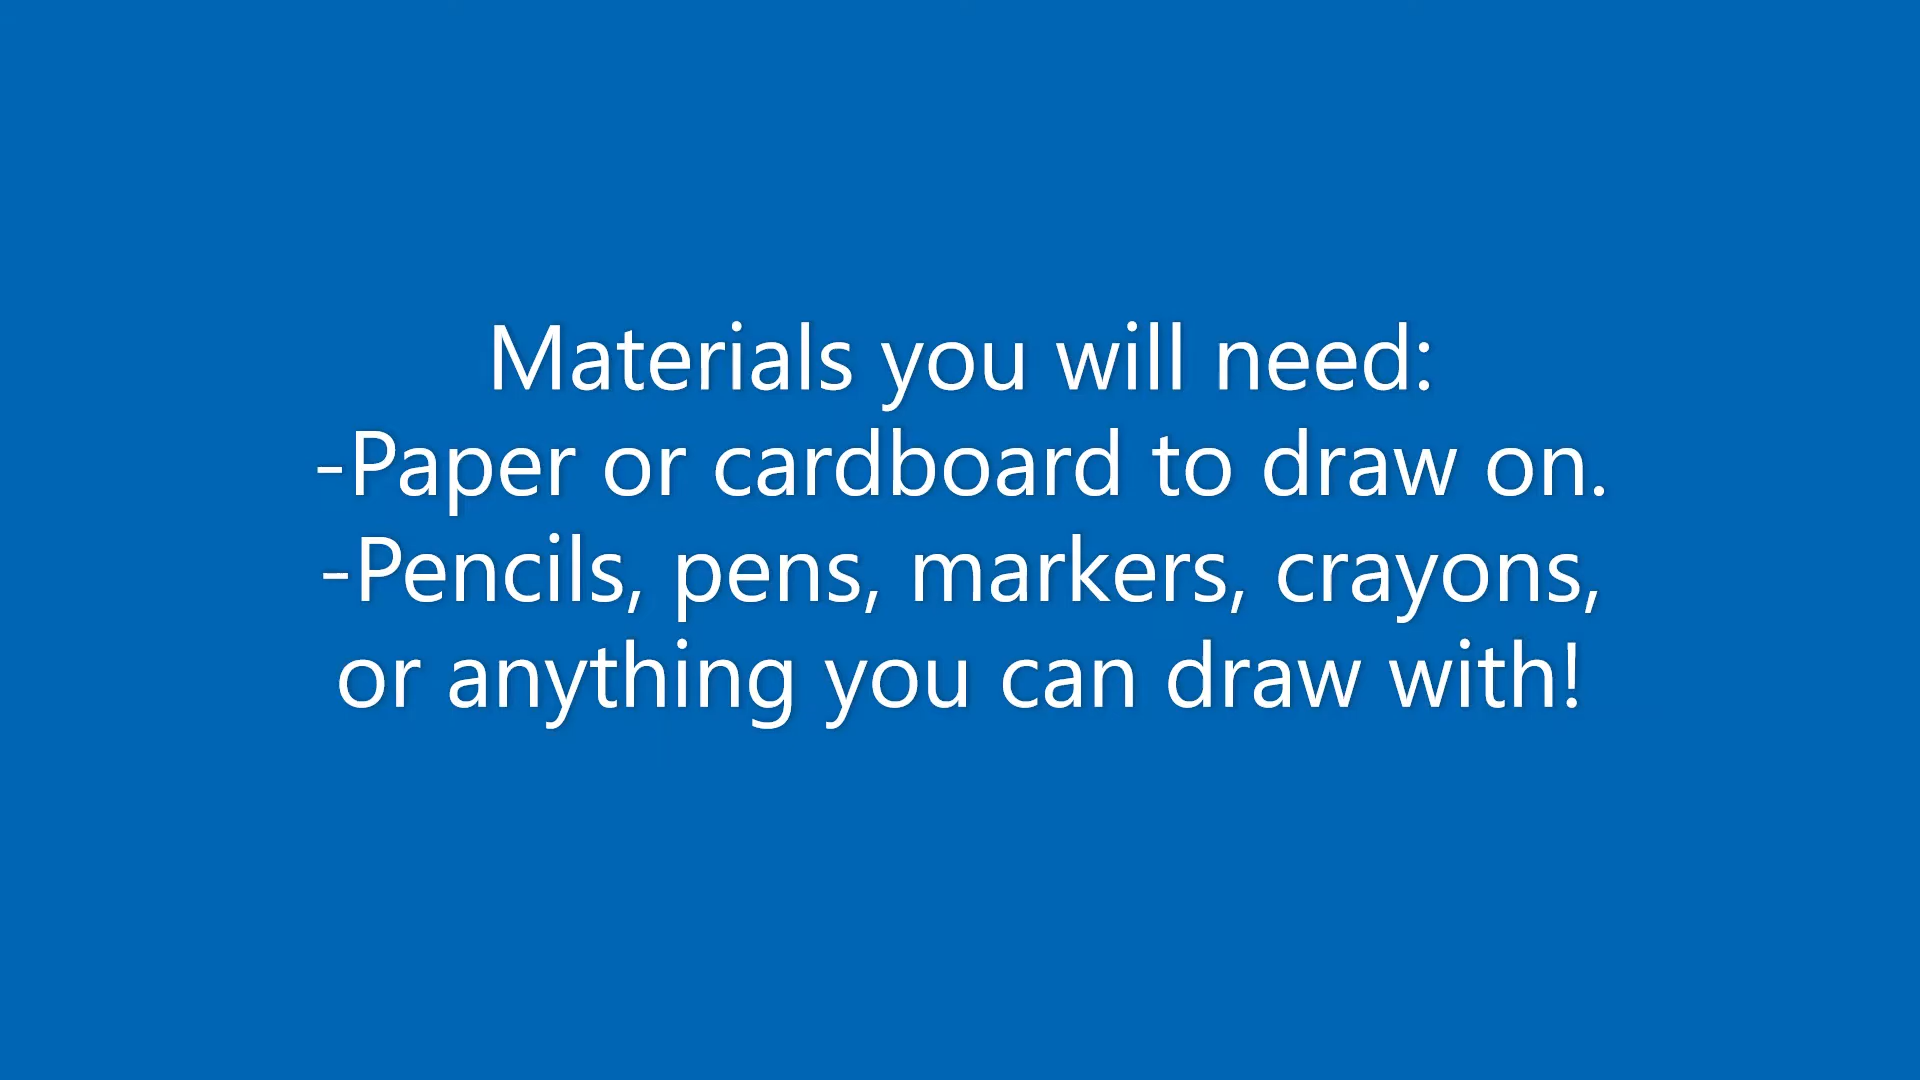 Materials you will need:
-Paper or cardboard to draw on.
-Pencils, pens, markers, crayons,
or anything you can draw with!